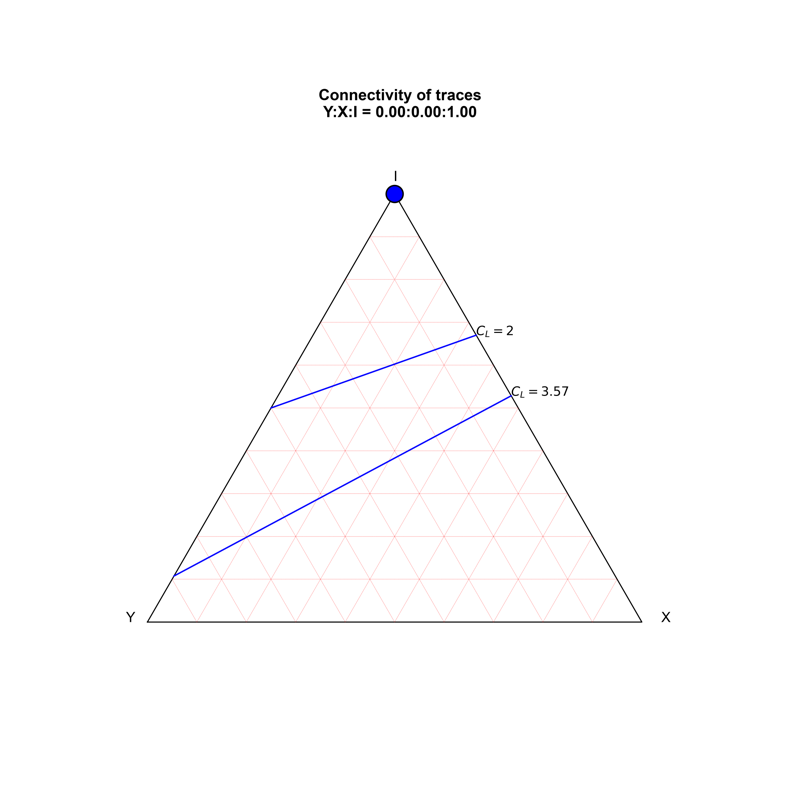 Connectivity of traces
Y:X:I = 0.00:0.00:1.00
I
C_L = 2
C_L = 3.57
Y
X